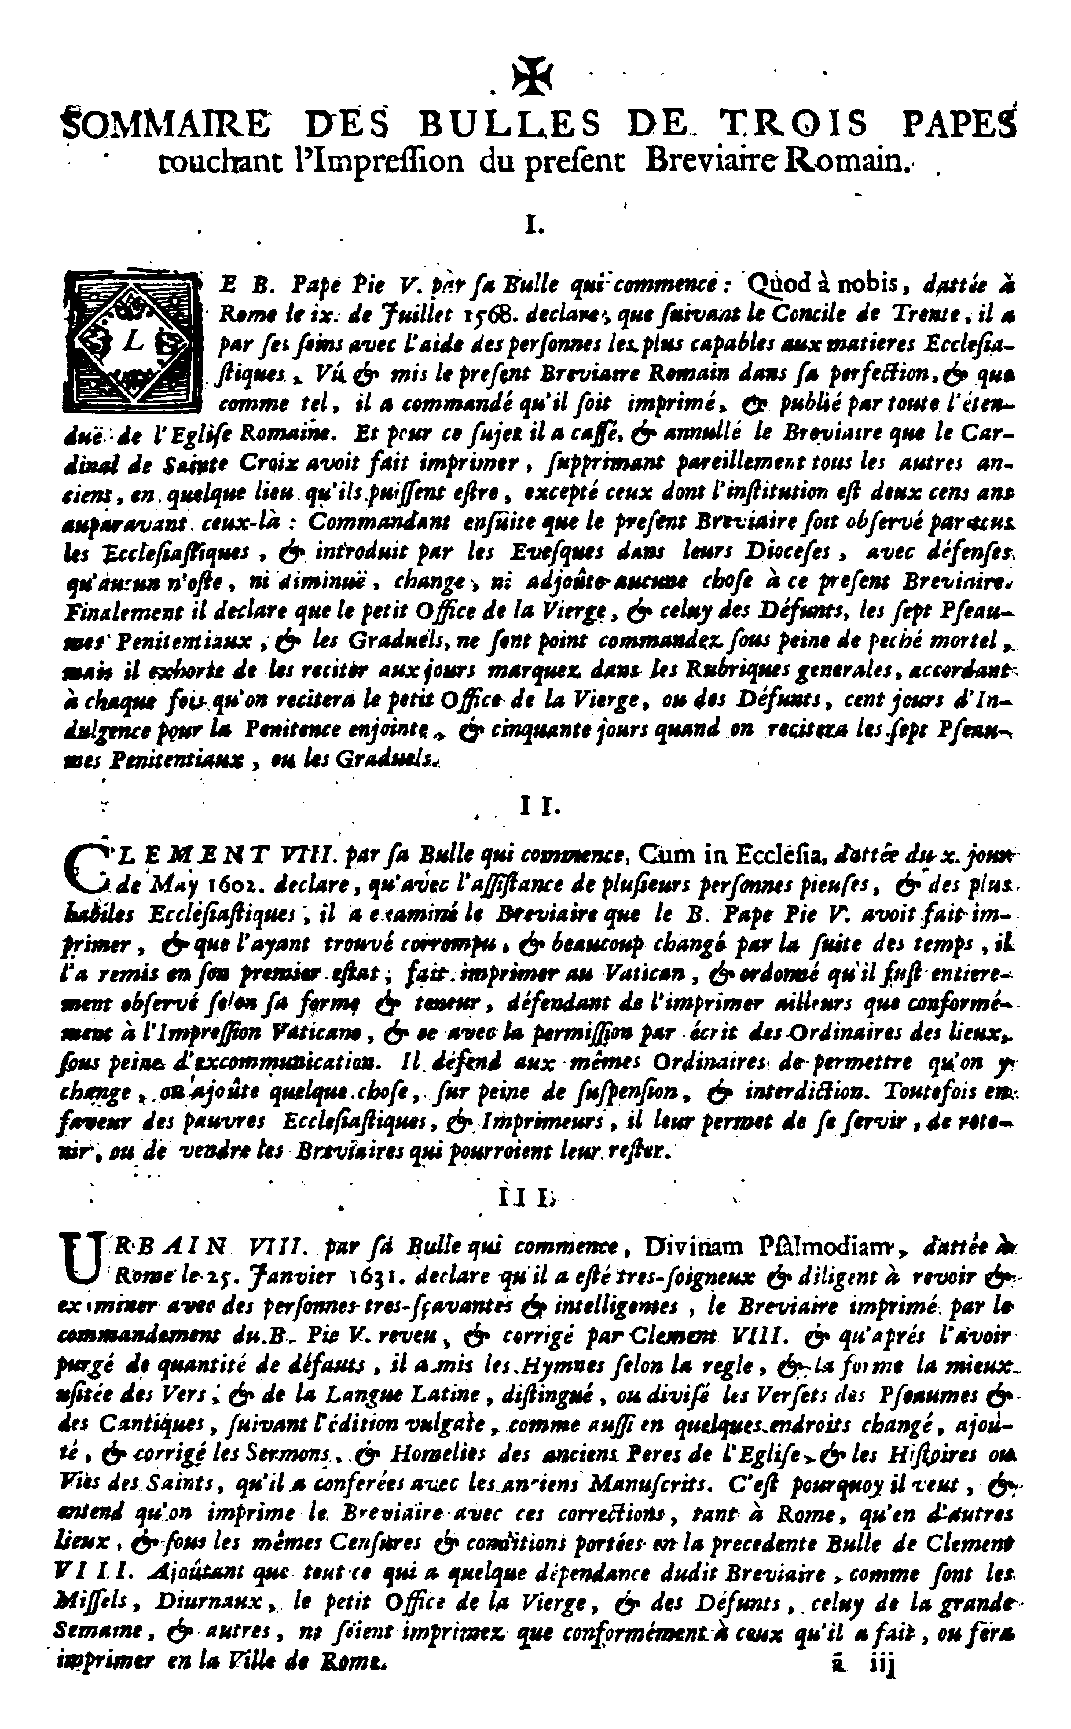 ✠
SOMMAIRE DES BULLES DE TROIS PAPES
touchant l'Impreſſion du preſent Breviaire Romain.
I.
LE B. Pape Pie V. par ſa Bulle qui commence : Quod à nobis, dattée à
Rome le ix. de Juillet 1568. declare, que ſuivant le Concile de Trente, il a
par ſes ſoins avec l'aide des perſonnes les plus capables aux matieres Eccleſia-
ſtiques, Vû & mis le preſent Breviaire Romain dans ſa perfection, & que
comme tel, il a commandé qu'il ſoit imprimé, & publié par toute l'éten-
duë de l'Egliſe Romaine. Et pour ce ſujet il a caſſé, & annullé le Breviaire que le Car-
dinal de Sainte Croix avoit fait imprimer, ſupprimant pareillement tous les autres an-
ciens, en quelque lieu qu'ils puiſſent eſtre, excepté ceux dont l'inſtitution eſt deux cens ans
auparavant ceux-là : Commandant enſuite que le preſent Breviaire ſoit obſervé par tous
les Eccleſiaſtiques, & introduit par les Eveſques dans leurs Dioceſes, avec défenſes
qu'aucun n'oſte, ni diminuë, change, ni adjoûte aucune choſe à ce preſent Breviaire.
Finalement il declare que le petit Office de la Vierge, & celuy des Défunts, les ſept Pſeau-
mes Penitentiaux, & les Graduels, ne ſont point commandez ſous peine de peché mortel,
mais il exhorte de les reciter aux jours marquez dans les Rubriques generales, accordant
à chaque fois qu'on recitera le petit Office de la Vierge, ou des Défunts, cent jours d'In-
dulgence pour la Penitence enjointe, & cinquante jours quand on recitera les ſept Pſeau-
mes Penitentiaux, ou les Graduels.
II.
CLEMENT VIII. par ſa Bulle qui commence, Cum in Eccleſia, dattée du x. jour
de May 1602. declare, qu'avec l'aſſiſtance de pluſieurs perſonnes pieuſes, & des plus
habiles Eccleſiaſtiques, il a examiné le Breviaire que le B. Pape Pie V. avoit fait im-
primer, & que l'ayant trouvé corrompu, & beaucoup changé par la ſuite des temps, il
l'a remis en ſon premier eſtat, fait imprimer au Vatican, & ordonné qu'il fuſt entiere-
ment obſervé ſelon ſa forme & teneur, défendant de l'imprimer ailleurs que conformé-
ment à l'Impreſſion Vaticane, & ce avec la permiſſion par écrit des Ordinaires des lieux,
ſous peine d'excommunication. Il défend aux mêmes Ordinaires de permettre qu'on y
change, ou ajoûte quelque choſe, ſur peine de ſuſpenſion, & interdiction. Toutefois en
faveur des pauvres Eccleſiaſtiques, & Imprimeurs, il leur permet de ſe ſervir, de rete-
nir, ou de vendre les Breviaires qui pourroient leur reſter.
III.
URBAIN VIII. par ſa Bulle qui commence, Divinam Pſalmodiam, dattée à
Rome le 25. Janvier 1631. declare qu'il a eſté tres-ſoigneux & diligent à revoir &
examiner avec des perſonnes tres-ſçavantes & intelligentes, le Breviaire imprimé par le
commandement du B. Pie V. reveu, & corrigé par Clement VIII. & qu'aprés l'avoir
purgé de quantité de défauts, il a mis les Hymnes ſelon la regle, & la forme la mieux
uſitée des Vers, & de la Langue Latine, diſtingué, ou diviſé les Verſets des Pſeaumes &
des Cantiques, ſuivant l'édition vulgate, comme auſſi en quelques endroits changé, ajoû-
té, & corrigé les Sermons, & Homelies des anciens Peres de l'Egliſe, & les Hiſtoires ou
Vies des Saints, qu'il a conferées avec les anciens Manuſcrits. C'eſt pourquoy il veut, &
entend qu'on imprime le Breviaire avec ces corrections, tant à Rome, qu'en d'autres
lieux, & ſous les mêmes Cenſures & conditions portées en la precedente Bulle de Clement
VIII. Ajoûtant que tout ce qui a quelque dépendance dudit Breviaire, comme ſont les
Miſſels, Diurnaux, le petit Office de la Vierge, & des Défunts, celuy de la grande
Semaine, & autres, ne ſoient imprimez que conformément à ceux qu'il a fait, ou fera
imprimer en la Ville de Rome.
ã iij